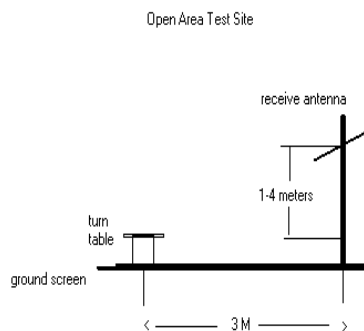 Open Area Test Site
receive antenna
1-4 meters
turn
table
ground screen
3 M